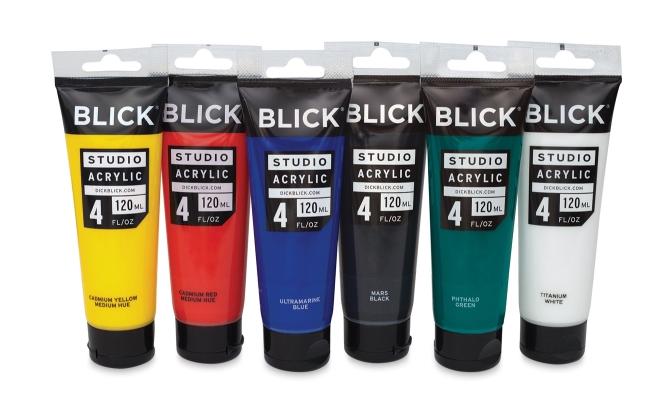 BLICK®
STUDIO
ACRYLIC
DICKBLICK.COM
4 120 ML
FL/OZ
CADMIUM YELLOW
MEDIUM HUE
BLICK
STUDIO
ACRYLIC
DICKBLICK.COM
4 120 ML
FL/OZ
CADMIUM RED
MEDIUM HUE
BLICK®
STUDIO
ACRYLIC
DICKBLICK.COM
4 120 ML
FL/OZ
ULTRAMARINE
BLUE
BLICK
STUDIO
ACRYLIC
DICKBLICK.COM
4 120 ML
FL/OZ
MARS
BLACK
BLICK®
STUDIO
ACRYLIC
DICKBLICK.COM
4 120 ML
FL/OZ
PHTHALO
GREEN
BLICK®
STUDIO
ACRYLIC
DICKBLICK.COM
4 120 ML
FL/OZ
TITANIUM
WHITE